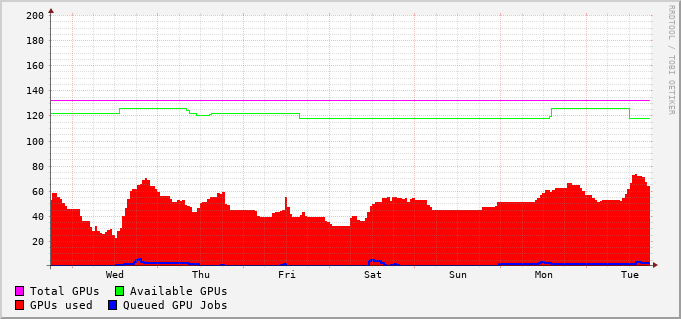 200
180
160
140
120
100
80
60
40
20
Wed Thu Fri Sat Sun Mon Tue
Total GPUs Available GPUs
GPUs used Queued GPU Jobs
RRDTOOL / TOBI OETIKER